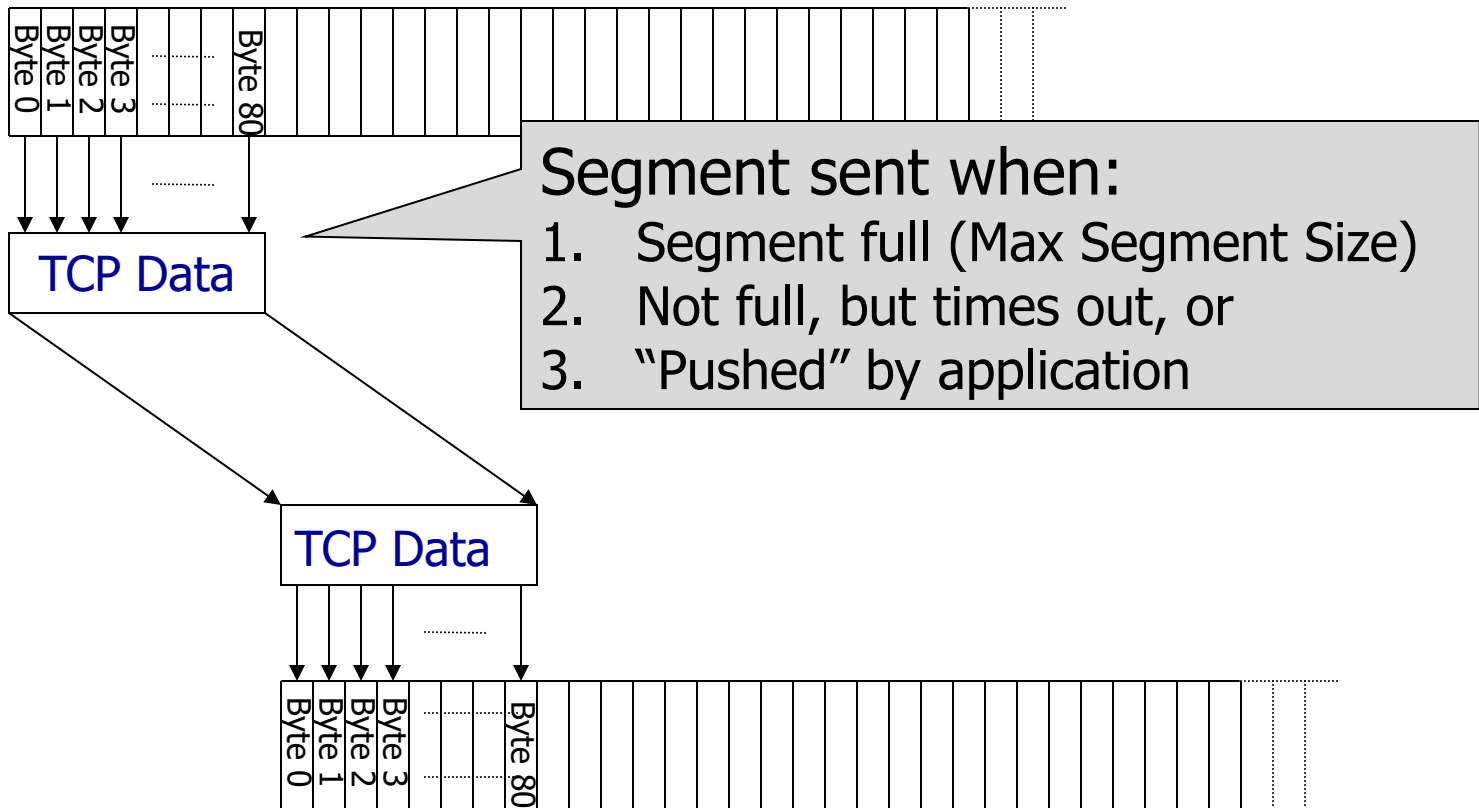 Byte 0
Byte 1
Byte 2
Byte 3
Byte 80
Segment sent when:
1. Segment full (Max Segment Size)
2. Not full, but times out, or
3. “Pushed” by application
TCP Data
TCP Data
Byte 0
Byte 1
Byte 2
Byte 3
Byte 80